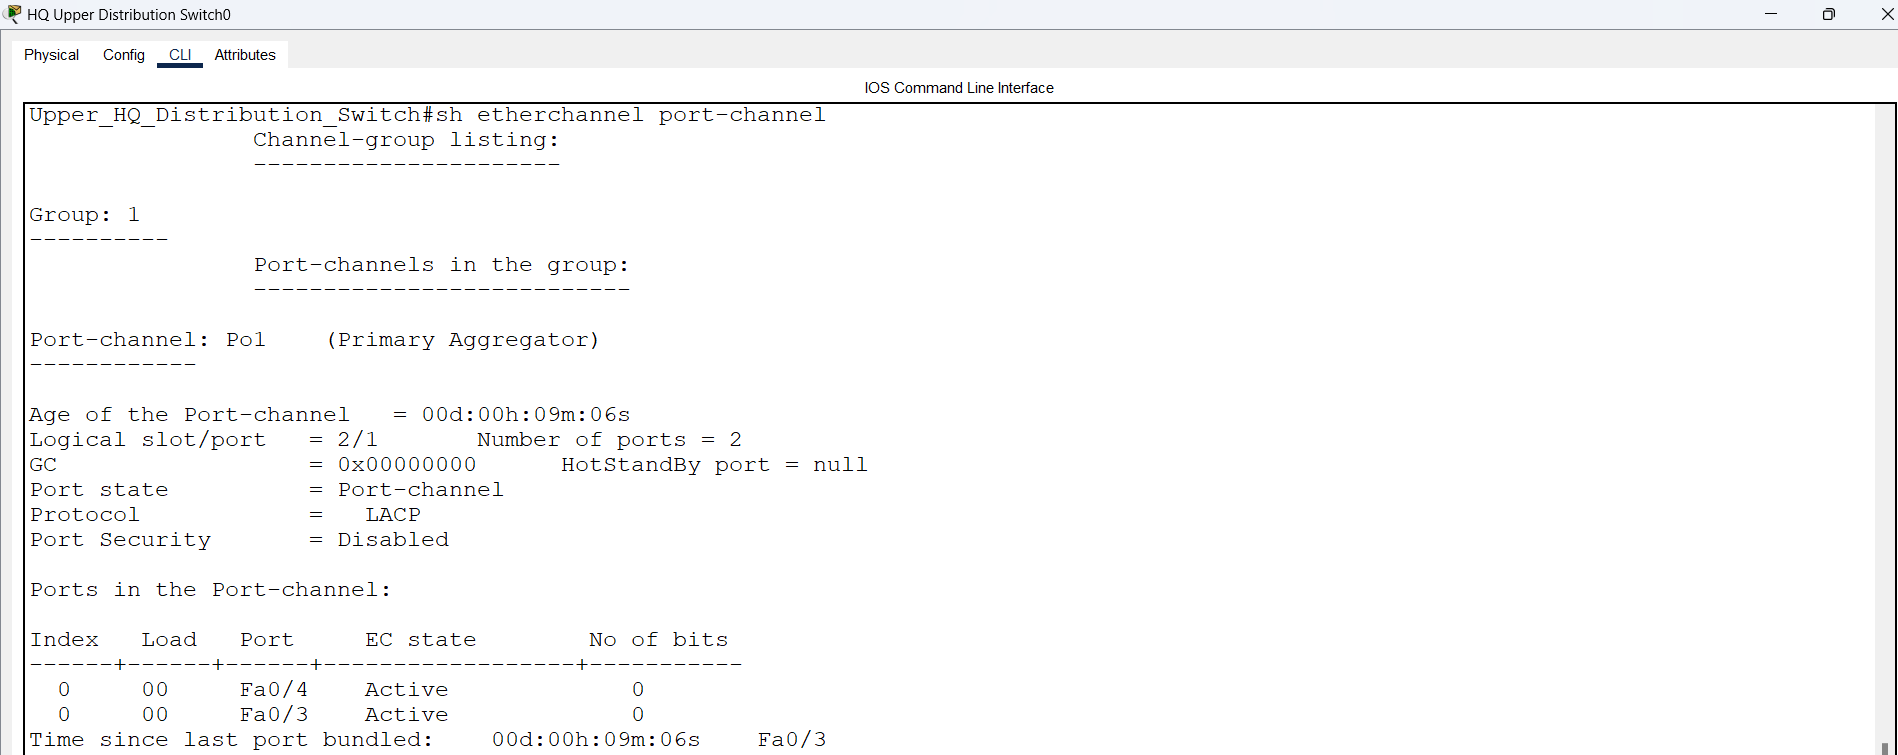 HQ Upper Distribution Switch0
Physical Config CLI Attributes
IOS Command Line Interface
Upper_HQ_Distribution_Switch#sh etherchannel port-channel
                Channel-group listing:
                ----------------------

Group: 1
----------
                Port-channels in the group:
                ---------------------------

Port-channel: Po1    (Primary Aggregator)
------------

Age of the Port-channel   = 00d:00h:09m:06s
Logical slot/port   = 2/1       Number of ports = 2
GC                  = 0x00000000      HotStandBy port = null
Port state          = Port-channel
Protocol            =   LACP
Port Security       = Disabled

Ports in the Port-channel:

Index   Load   Port     EC state        No of bits
------+------+------+------------------+-----------
  0     00     Fa0/4    Active             0
  0     00     Fa0/3    Active             0
Time since last port bundled:    00d:00h:09m:06s    Fa0/3